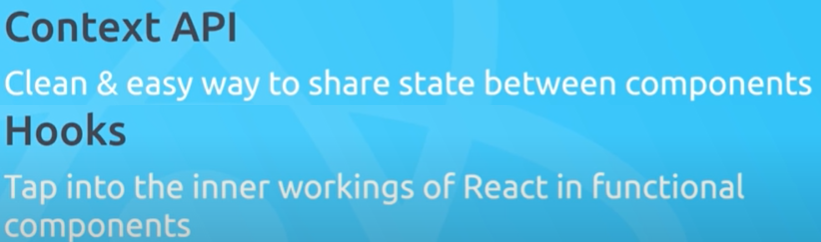 Context API
Clean & easy way to share state between components
Hooks
Tap into the inner workings of React in functional
components